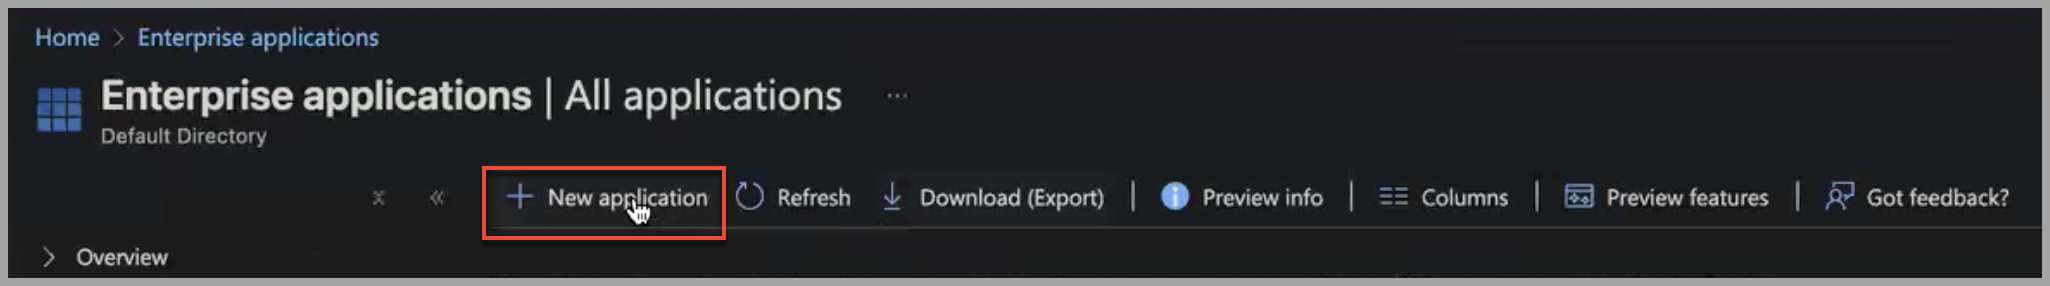 Home > Enterprise applications
Enterprise applications | All applications ...
Default Directory
New application Refresh Download (Export) | Preview info | Columns | Preview features | Got feedback?
Overview